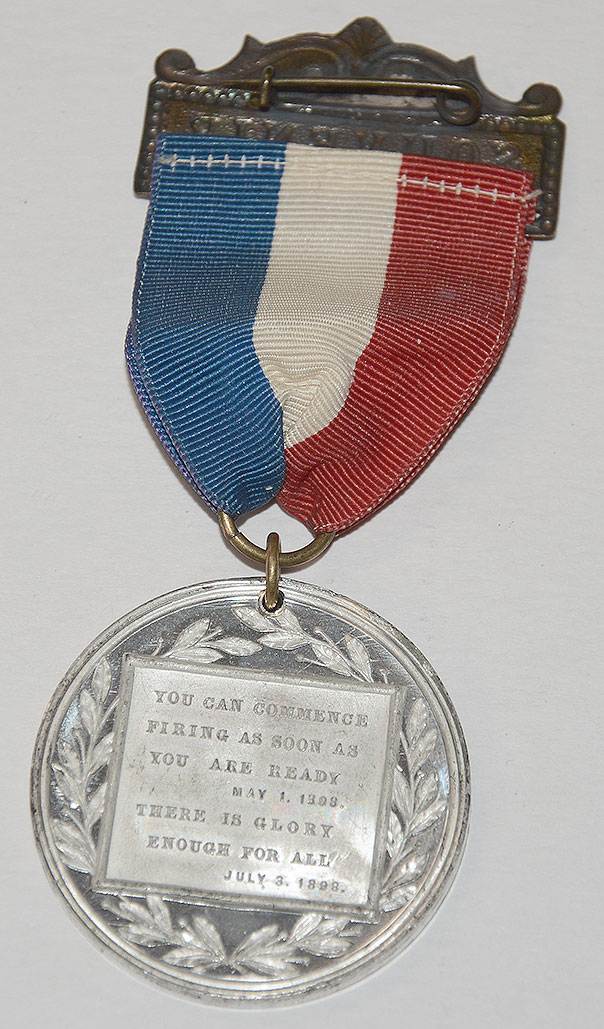 YOU CAN COMMENCE
FIRING AS SOON AS
YOU ARE READY
MAY 1. 1898.
THERE IS GLORY
ENOUGH FOR ALL
JULY 3. 1898.